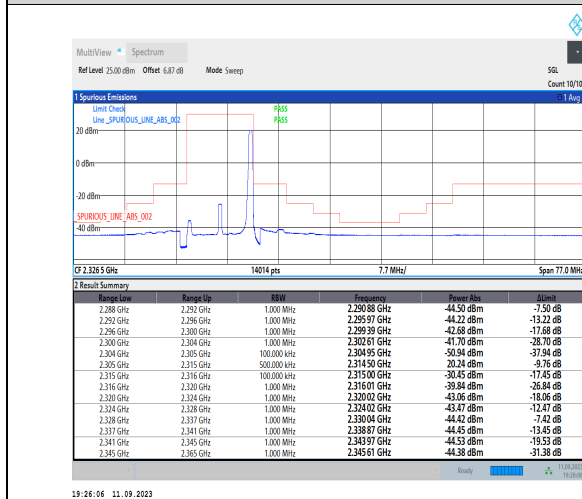 MultiView Spectrum
Ref Level 25.00 dBm Offset 6.87 dB Mode Sweep SGL
Count 10/10
1 Spurious Emissions 1 Avg
Limit Check PASS
Line _SPURIOUS_LINE_ABS_002 PASS
20 dBm
0 dBm
-20 dBm
SPURIOUS_LINE_ABS_002
-40 dBm
CF 2.326 5 GHz 14014 pts 7.7 MHz/ Span 77.0 MHz
2 Result Summary
Range Low Range Up RBW Frequency Power Abs ΔLimit
2.288 GHz 2.292 GHz 1.000 MHz 2.290 88 GHz -44.50 dBm -7.50 dB
2.292 GHz 2.296 GHz 1.000 MHz 2.295 97 GHz -44.22 dBm -13.22 dB
2.296 GHz 2.300 GHz 1.000 MHz 2.299 39 GHz -42.68 dBm -17.68 dB
2.300 GHz 2.304 GHz 1.000 MHz 2.302 61 GHz -41.70 dBm -28.70 dB
2.304 GHz 2.305 GHz 100.000 kHz 2.304 95 GHz -50.94 dBm -37.94 dB
2.305 GHz 2.315 GHz 500.000 kHz 2.314 50 GHz 20.24 dBm -9.76 dB
2.315 GHz 2.316 GHz 100.000 kHz 2.315 00 GHz -30.45 dBm -17.45 dB
2.316 GHz 2.320 GHz 1.000 MHz 2.316 01 GHz -39.84 dBm -26.84 dB
2.320 GHz 2.324 GHz 1.000 MHz 2.320 02 GHz -43.06 dBm -18.06 dB
2.324 GHz 2.328 GHz 1.000 MHz 2.324 02 GHz -43.47 dBm -12.47 dB
2.328 GHz 2.337 GHz 1.000 MHz 2.330 04 GHz -44.42 dBm -7.42 dB
2.337 GHz 2.341 GHz 1.000 MHz 2.338 87 GHz -44.45 dBm -13.45 dB
2.341 GHz 2.345 GHz 1.000 MHz 2.343 97 GHz -44.53 dBm -19.53 dB
2.345 GHz 2.365 GHz 1.000 MHz 2.345 61 GHz -44.38 dBm -31.38 dB
Ready 11.09.2023
19:26:06 11.09.2023